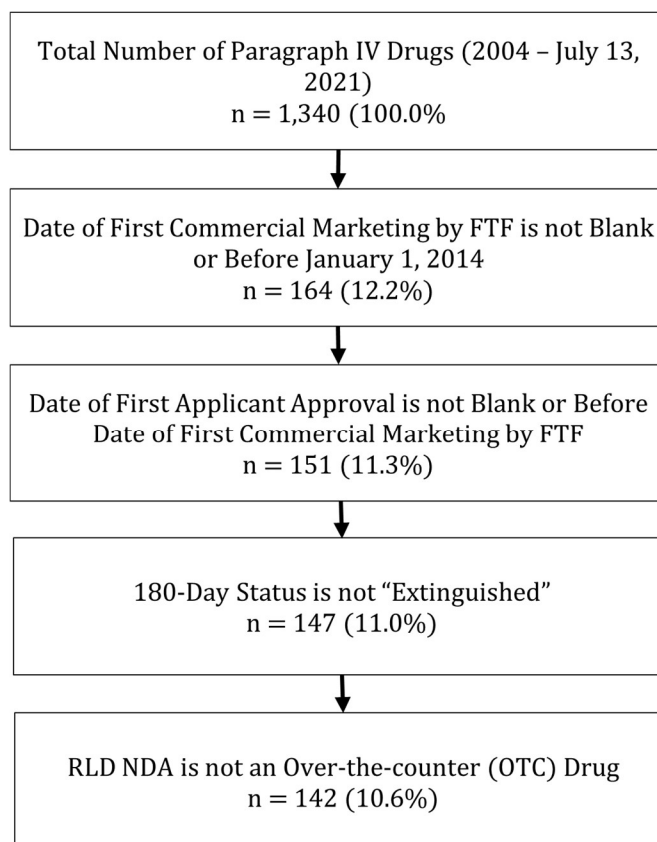 Total Number of Paragraph IV Drugs (2004 – July 13,
2021)
n = 1,340 (100.0%
Date of First Commercial Marketing by FTF is not Blank
or Before January 1, 2014
n = 164 (12.2%)
Date of First Applicant Approval is not Blank or Before
Date of First Commercial Marketing by FTF
n = 151 (11.3%)
180-Day Status is not “Extinguished”
n = 147 (11.0%)
RLD NDA is not an Over-the-counter (OTC) Drug
n = 142 (10.6%)